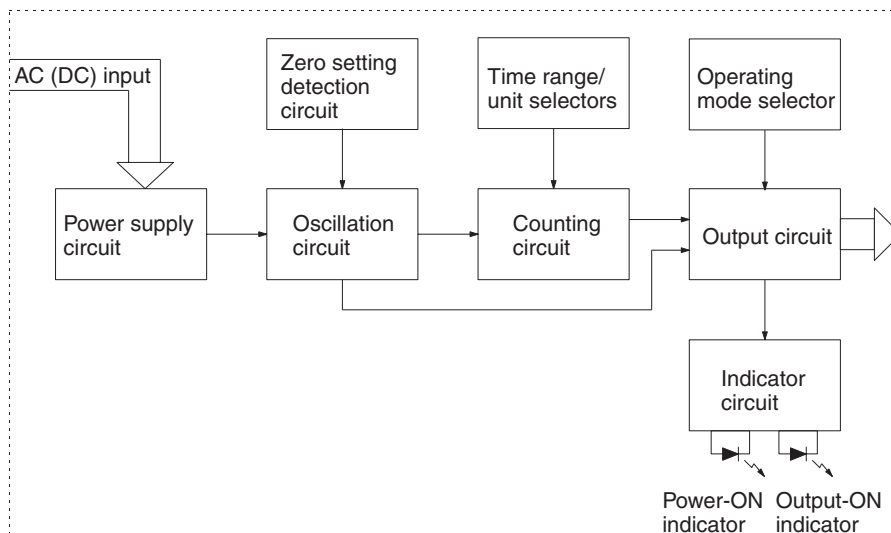 AC (DC) input
Zero setting
detection
circuit
Time range/
unit selectors
Operating
mode selector
Power supply
circuit
Oscillation
circuit
Counting
circuit
Output circuit
Indicator
circuit
Power-ON
indicator
Output-ON
indicator